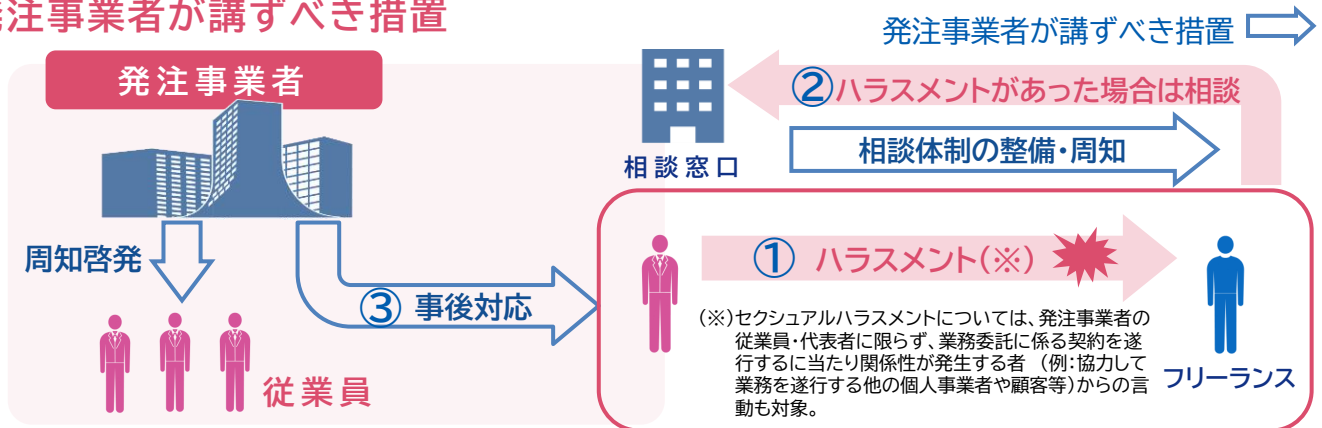 発注事業者が講ずべき措置
発注事業者が講ずべき措置
発注事業者
②ハラスメントがあった場合は相談
相談体制の整備・周知
相談窓口
周知啓発
① ハラスメント(※)
③ 事後対応
(※)セクシュアルハラスメントについては、発注事業者の
従業員・代表者に限らず、業務委託に係る契約を遂
行するに当たり関係性が発生する者 (例:協力して
業務を遂行する他の個人事業者や顧客等)からの言
動も対象。
フリーランス
従業員